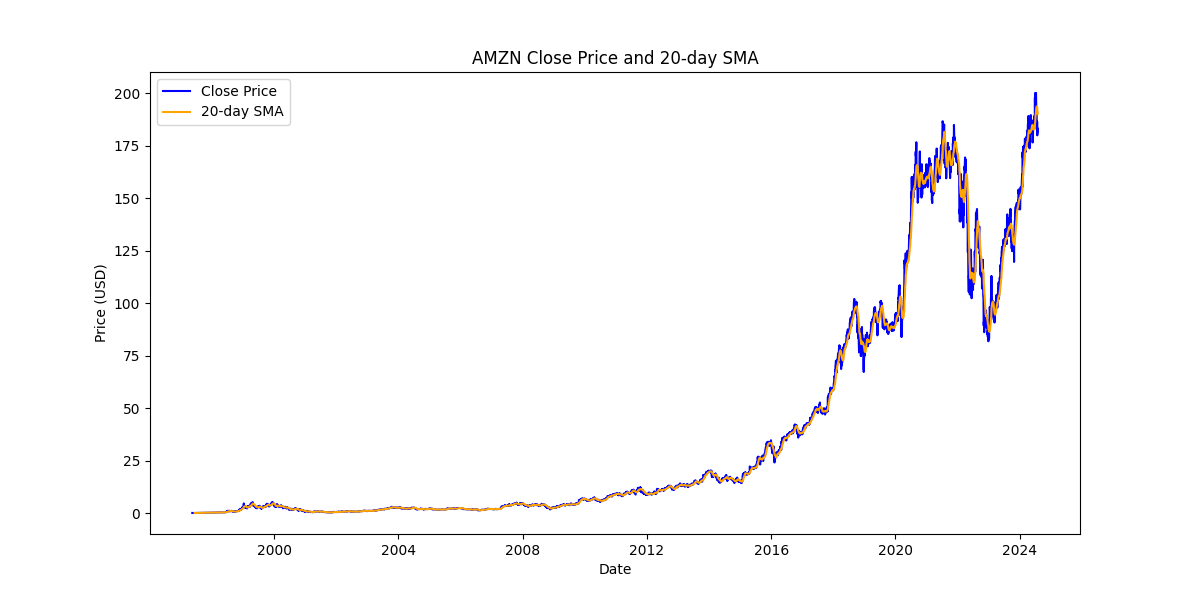 AMZN Close Price and 20-day SMA
Close Price
20-day SMA
200
175
150
125
100
75
50
25
0
Price (USD)
2000 2004 2008 2012 2016 2020 2024
Date